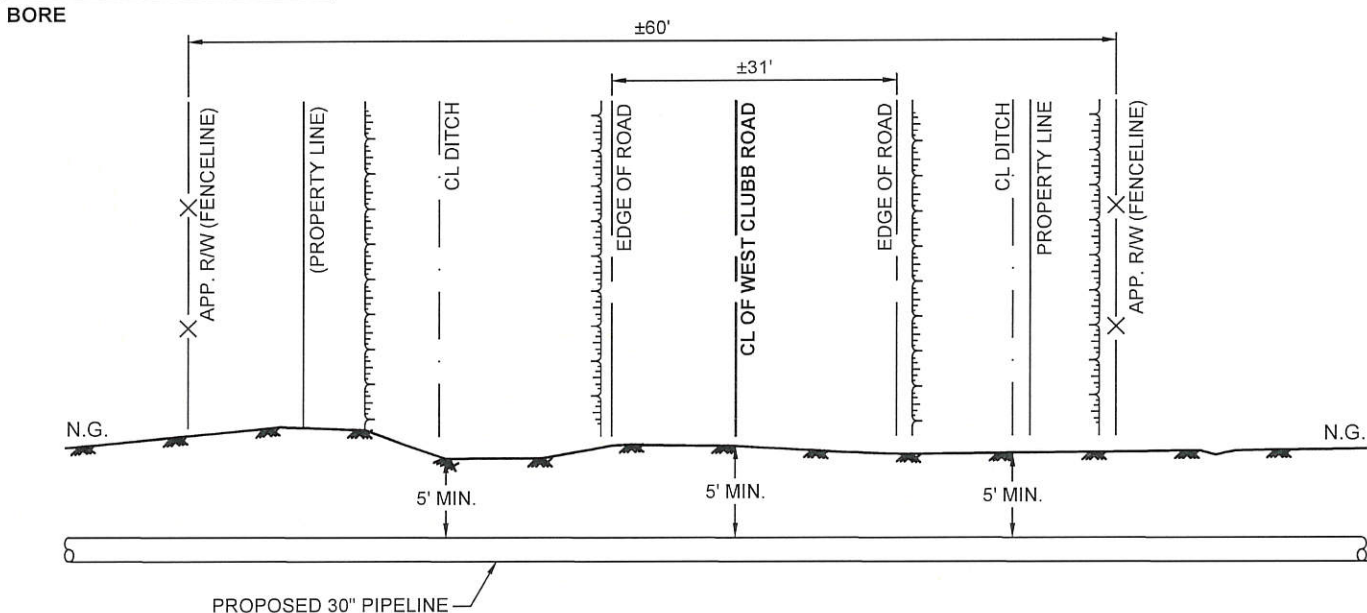 BORE
±60'
±31'
APP. R/W (FENCELINE)
(PROPERTY LINE)
CL DITCH
EDGE OF ROAD
CL OF WEST CLUBB ROAD
EDGE OF ROAD
CL DITCH
PROPERTY LINE
APP. R/W (FENCELINE)
N.G.
N.G.
5' MIN.
5' MIN.
5' MIN.
PROPOSED 30" PIPELINE